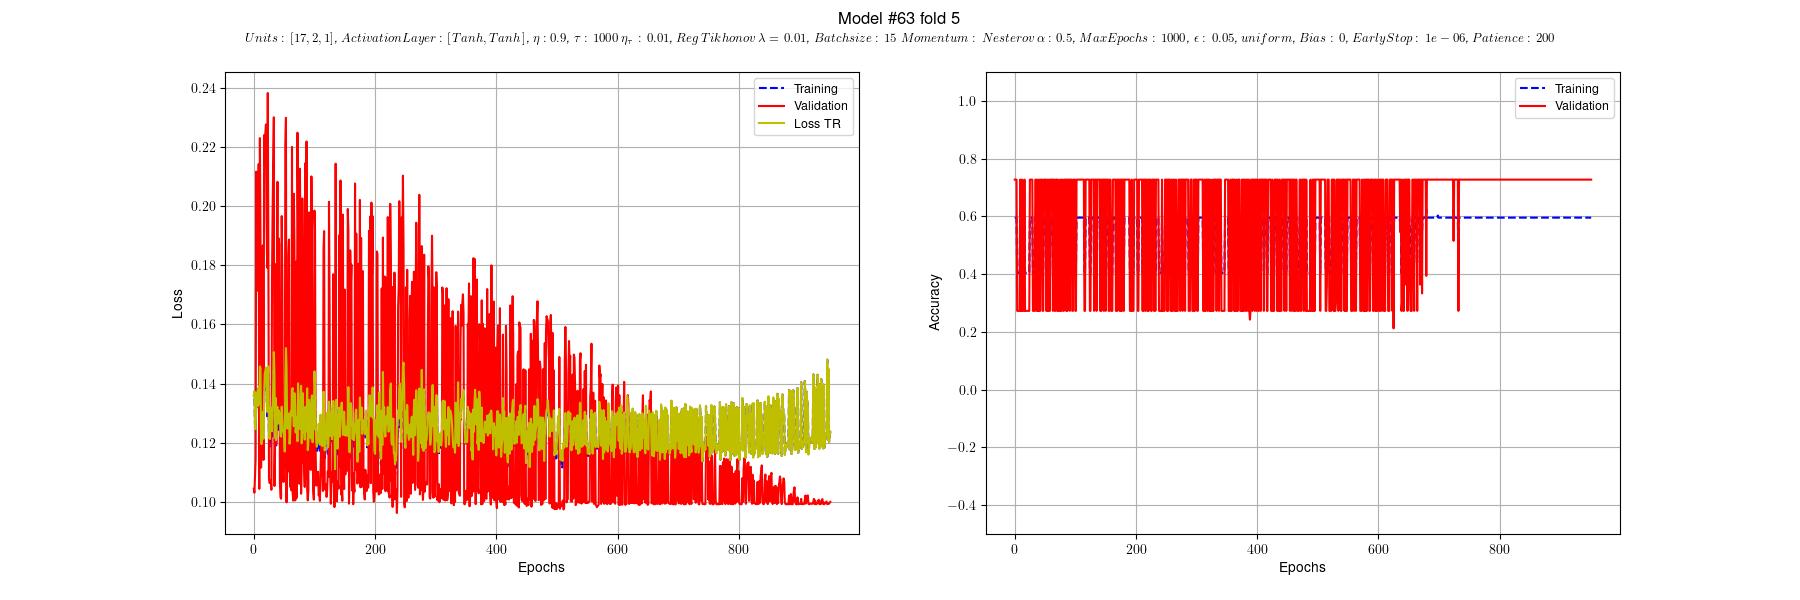 Model #63 fold 5
Units : [17, 2, 1], ActivationLayer : [Tanh, Tanh], η : 0.9, τ : 1000 η_τ : 0.01, Reg Tikhonov λ = 0.01, Batchsize : 15 Momentum : Nesterov α : 0.5, MaxEpochs : 1000, ϵ : 0.05, uniform, Bias : 0, EarlyStop : 1e − 06, Patience : 200
Training
Validation
Loss TR
0.24
0.22
0.20
0.18
0.16
0.14
0.12
0.10
Loss
0
200
400
600
800
Epochs
Training
Validation
1.0
0.8
0.6
0.4
0.2
0.0
−0.2
−0.4
Accuracy
0
200
400
600
800
Epochs